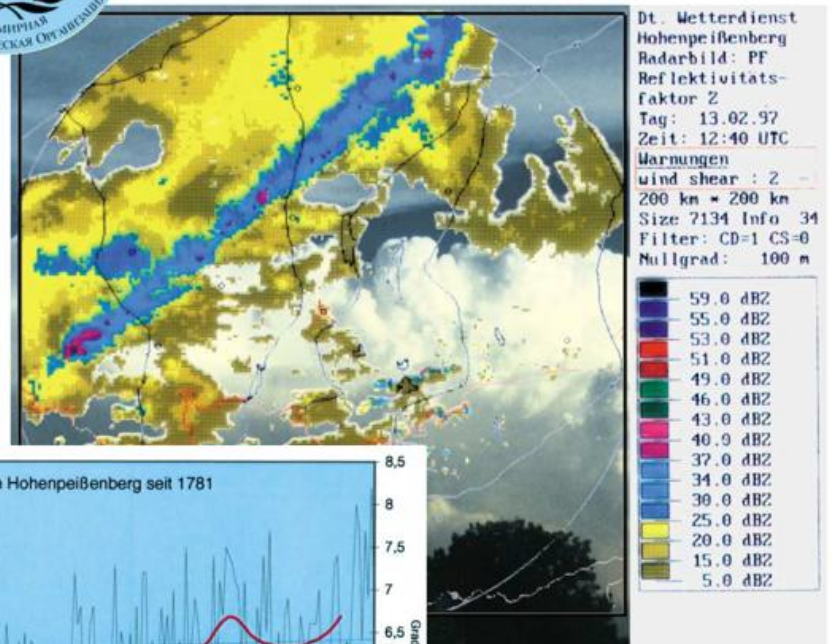 МИРНАЯ
ЕСКАЯ ОРГАНИЗАЦ
Dt. Wetterdienst
Hohenpeißenberg
Radarbild: PF
Reflektivitäts-
faktor Z
Tag: 13.02.97
Zeit: 12:40 UTC
Warnungen
wind shear : 2 -
200 km * 200 km
Size 7134 Info 34
Filter: CD=1 CS=0
Nullgrad: 100 m
59.0 dBZ
55.0 dBZ
53.0 dBZ
51.0 dBZ
49.0 dBZ
46.0 dBZ
43.0 dBZ
40.9 dBZ
37.0 dBZ
34.0 dBZ
30.0 dBZ
25.0 dBZ
20.0 dBZ
15.0 dBZ
5.0 dBZ
Hohenpeißenberg seit 1781
8,5
8
7,5
7
6,5
Grad